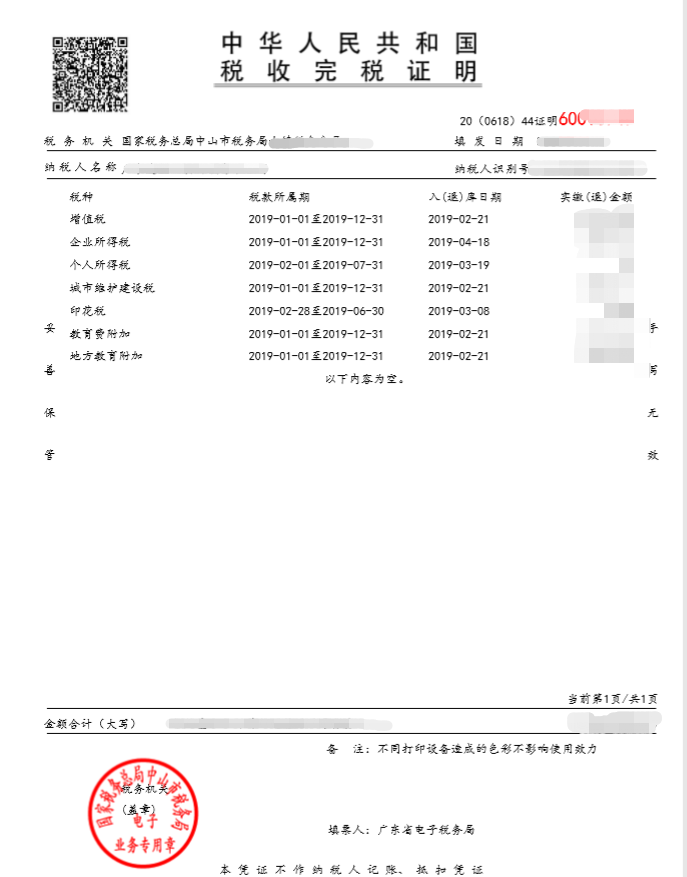 中华人民共和国
税收完税证明
20（0618）44证明600
税务机关 国家税务总局中山市税务局
填发日期
纳税人名称
纳税人识别号
税种 税款所属期 入(退)库日期 实缴(退)金额
增值税 2019-01-01至2019-12-31 2019-02-21
企业所得税 2019-01-01至2019-12-31 2019-04-18
个人所得税 2019-02-01至2019-07-31 2019-03-19
城市维护建设税 2019-01-01至2019-12-31 2019-02-21
印花税 2019-02-28至2019-06-30 2019-03-08
教育费附加 2019-01-01至2019-12-31 2019-02-21
地方教育附加 2019-01-01至2019-12-31 2019-02-21
以下内容为空。
妥善保管
手写无效
当前第1页/共1页
金额合计（大写）
备 注：不同打印设备造成的色彩不影响使用效力
税务机关
（盖章）
国家税务总局中山市税务局
电子
业务专用章
填票人：广东省电子税务局
本凭证不作纳税人记账、抵扣凭证